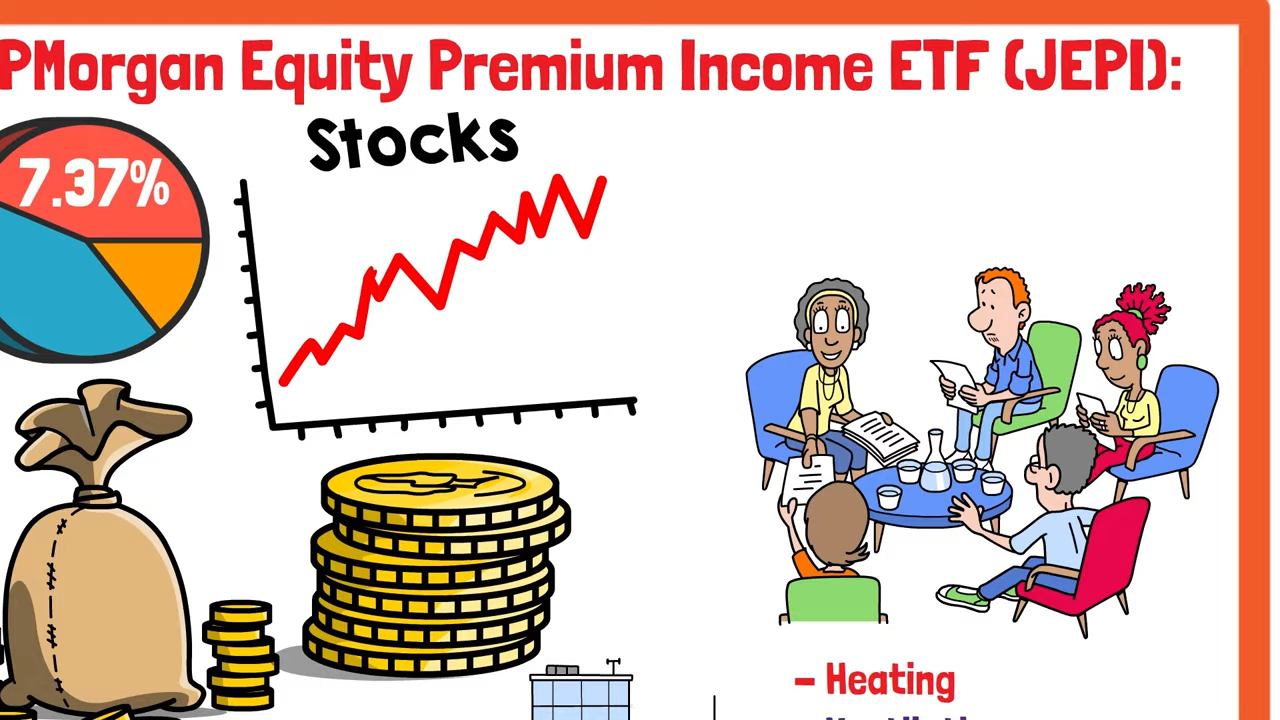 PMorgan Equity Premium Income ETF (JEPI):
Stocks
7.37%
– Heating